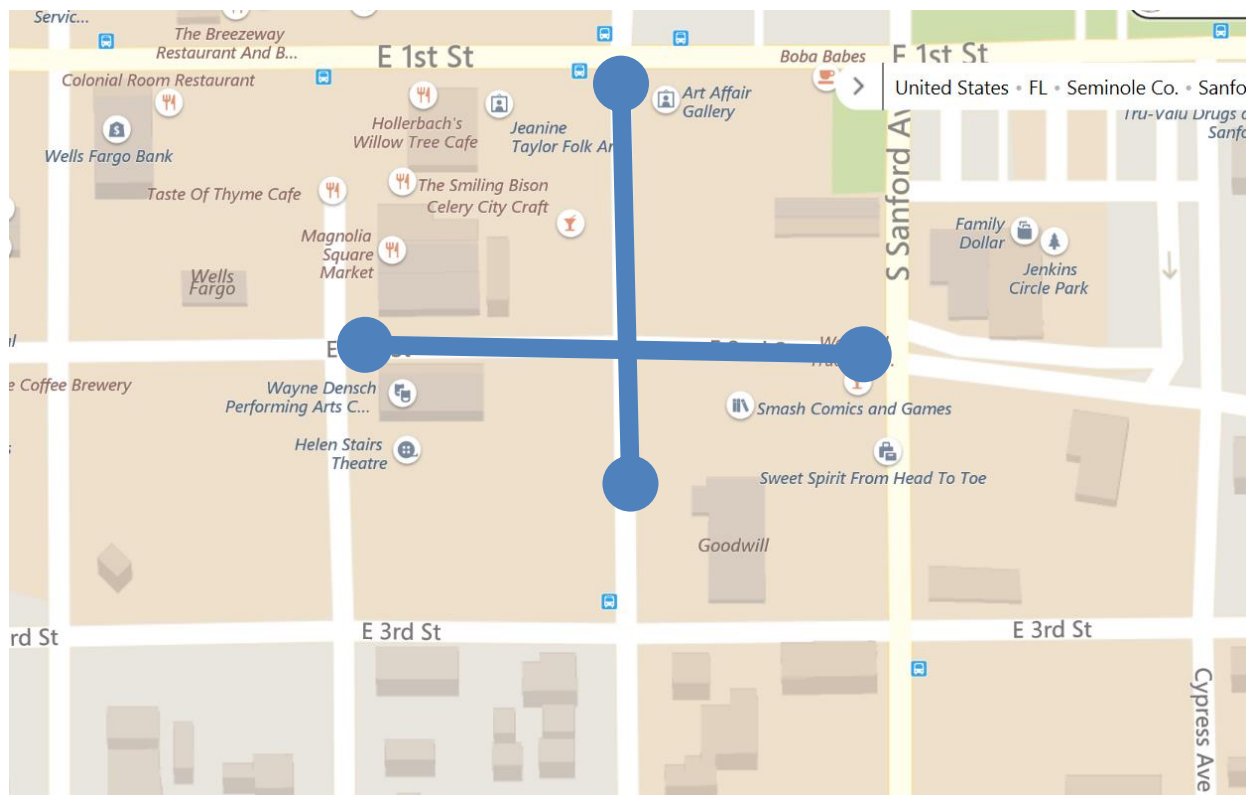 Servic...
The Breezeway
Restaurant And B...
E 1st St
Boba Babes
E 1st St
Colonial Room Restaurant
United States • FL • Seminole Co. • Sanfo
Art Affair
Gallery
Hollerbach's
Willow Tree Cafe
Jeanine
Taylor Folk Ar
Tru-Valu Drugs
Sanfo
Wells Fargo Bank
Taste Of Thyme Cafe
The Smiling Bison
Celery City Craft
S Sanford Av
Family
Dollar
Magnolia
Square
Market
Jenkins
Circle Park
Wells
Fargo
E
e Coffee Brewery
Wayne Densch
Performing Arts C...
Smash Comics and Games
Helen Stairs
Theatre
Sweet Spirit From Head To Toe
Goodwill
rd St
E 3rd St
E 3rd St
Cypress Ave